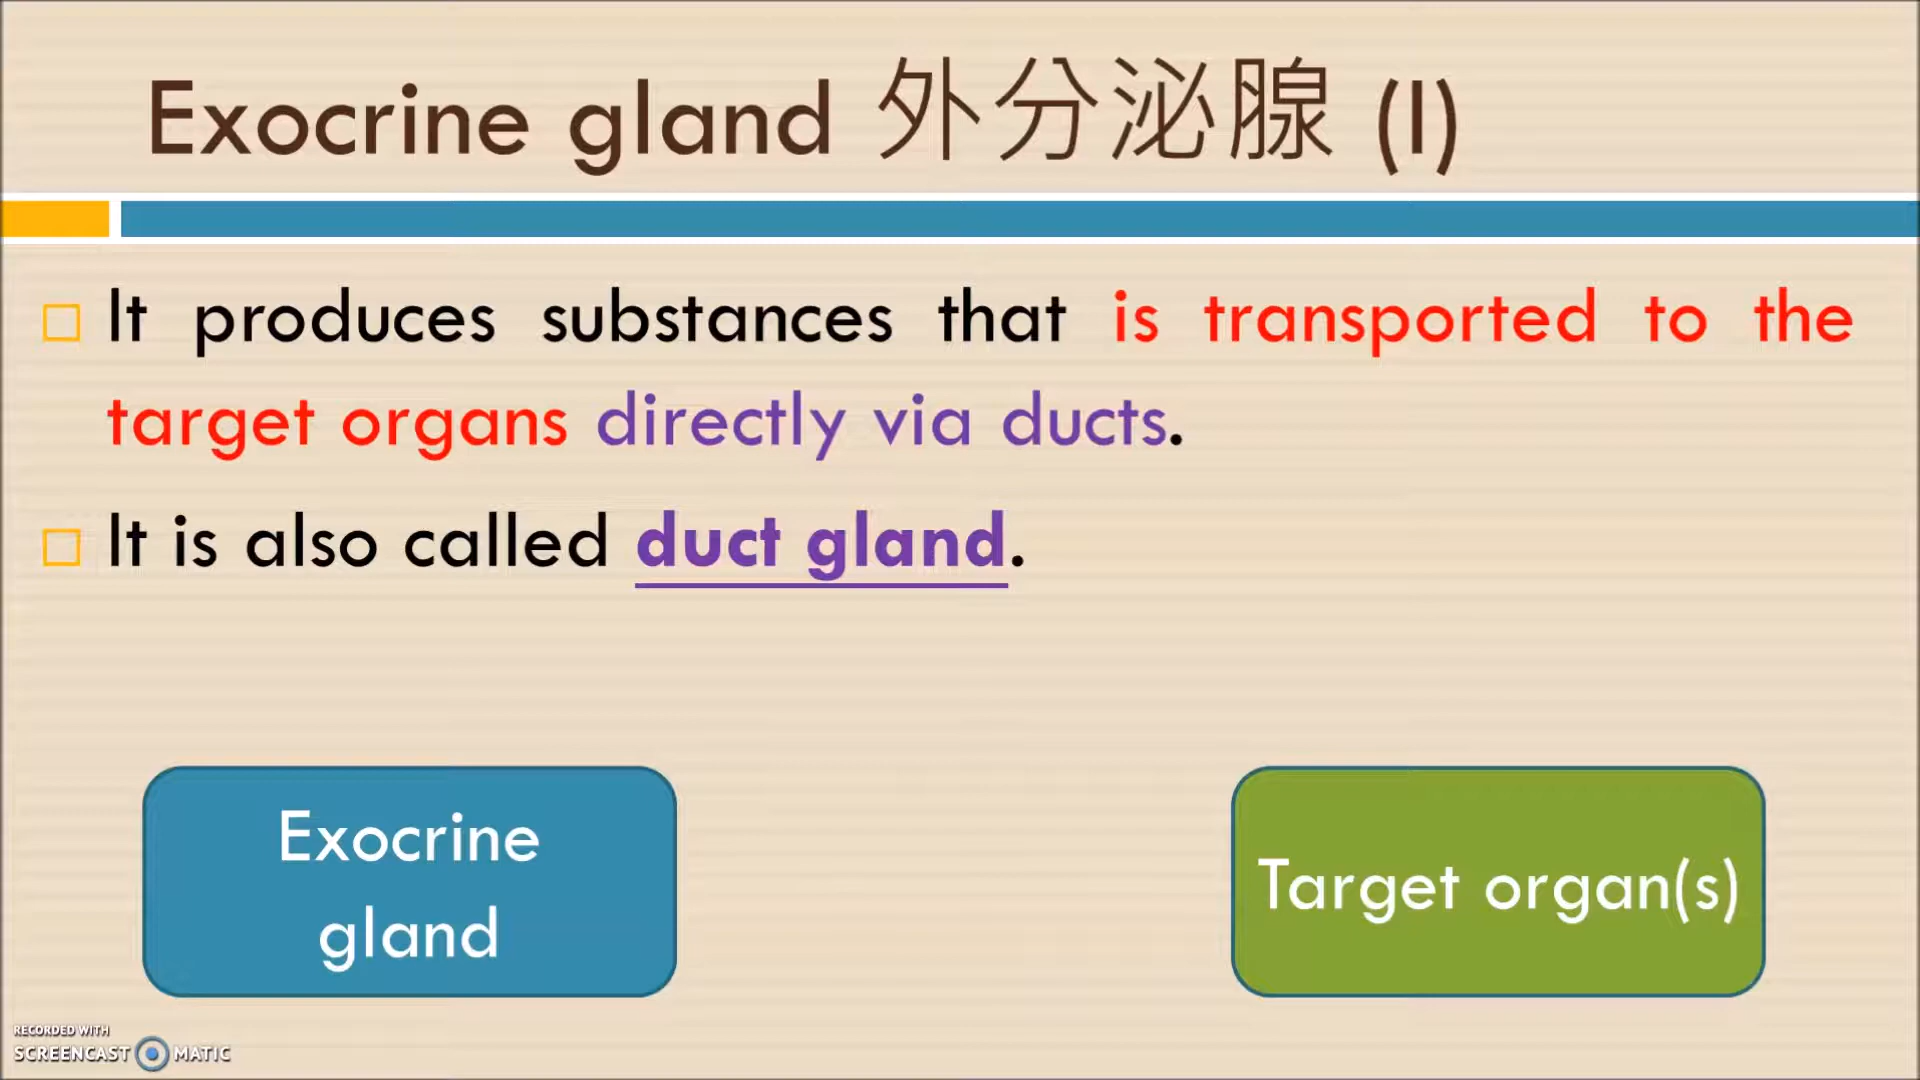 Exocrine gland 外分泌腺 (I)
It produces substances that is transported to the
target organs directly via ducts.
It is also called duct gland.
Exocrine
gland
Target organ(s)
RECORDED WITH
SCREENCAST MATIC